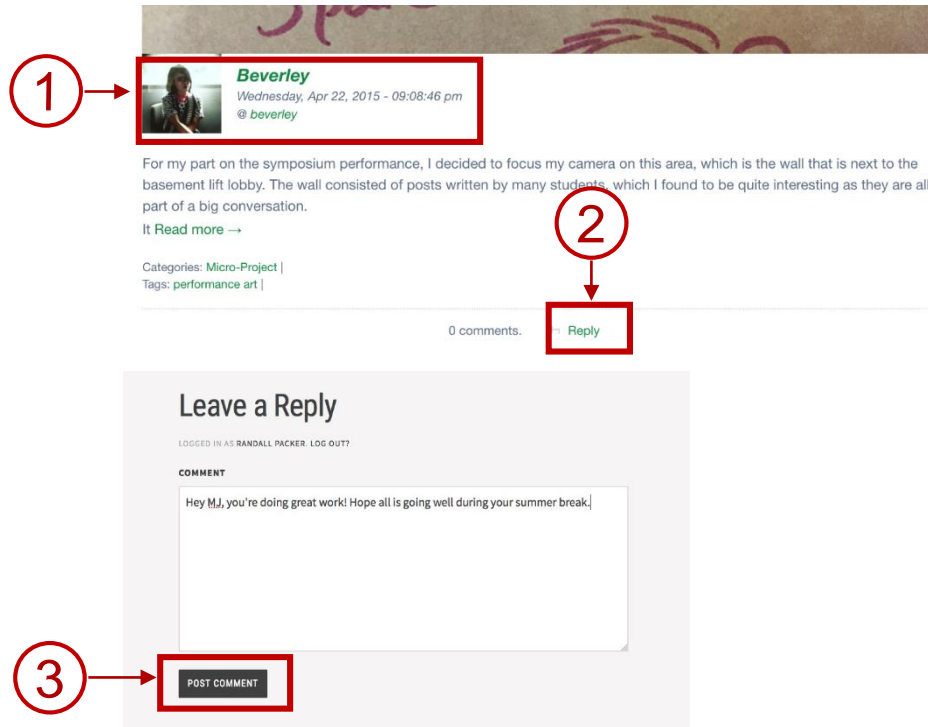 1
Beverley
Wednesday, Apr 22, 2015 - 09:08:46 pm
@ beverley
For my part on the symposium performance, I decided to focus my camera on this area, which is the wall that is next to the
basement lift lobby. The wall consisted of posts written by many students, which I found to be quite interesting as they are all
part of a big conversation.
It Read more →
2
Categories: Micro-Project |
Tags: performance art |
0 comments.
Reply
Leave a Reply
LOGGED IN AS RANDALL PACKER. LOG OUT?
COMMENT
Hey MJ, you're doing great work! Hope all is going well during your summer break.
3
POST COMMENT